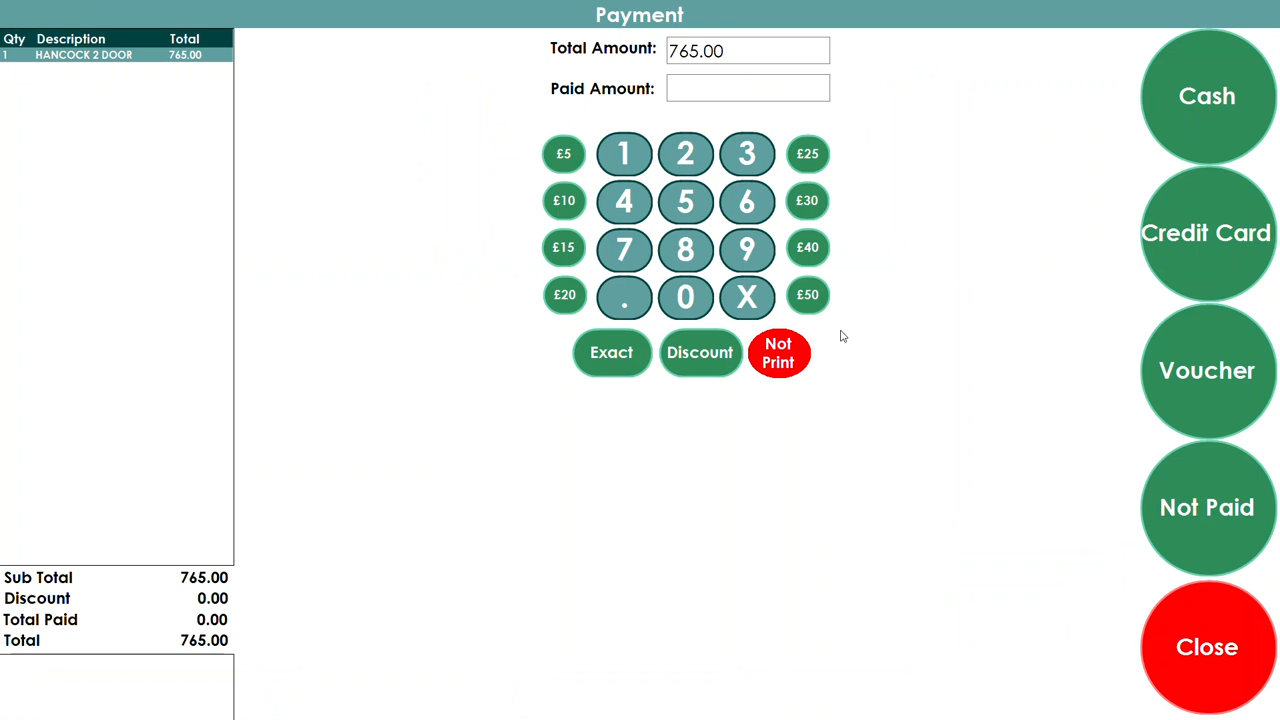 Payment
Qty Description Total
1 HANCOCK 2 DOOR 765.00
Total Amount: 765.00
Paid Amount:
£5 1 2 3 £25
£10 4 5 6 £30
£15 7 8 9 £40
£20 . 0 X £50
Exact Discount Not
Print
Cash
Credit Card
Voucher
Not Paid
Close
Sub Total 765.00
Discount 0.00
Total Paid 0.00
Total 765.00